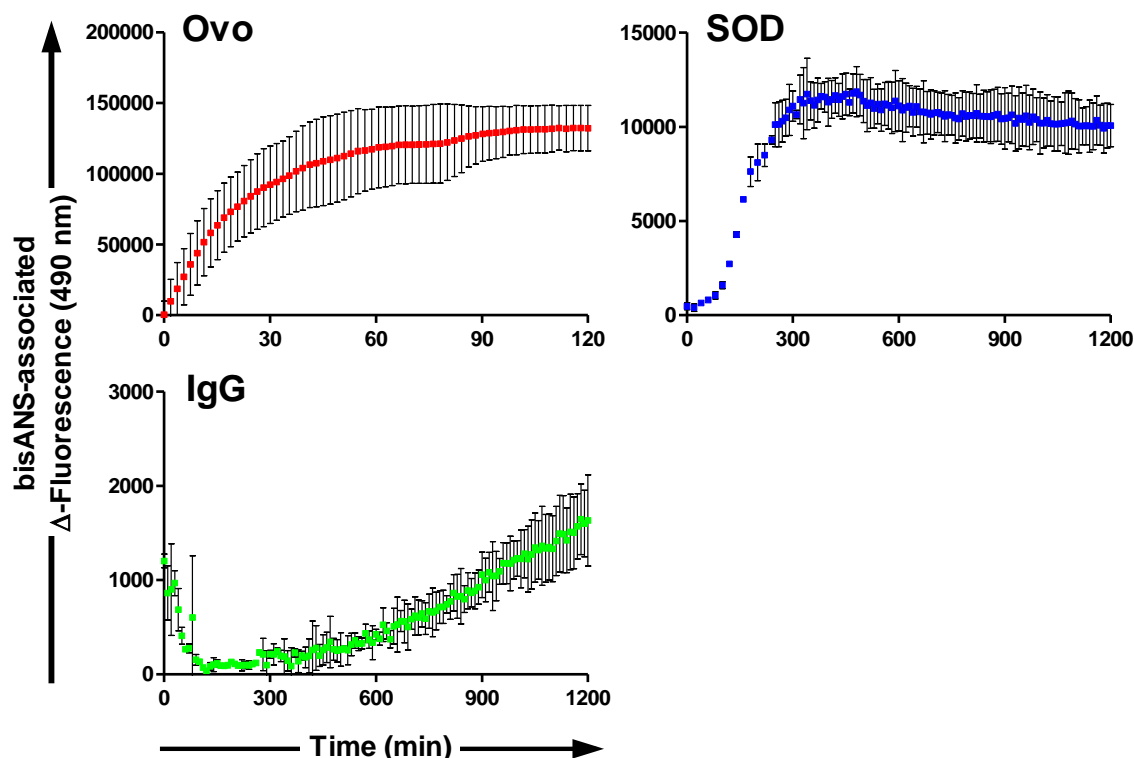 Ovo
SOD
200000
150000
100000
50000
0
0 30 60 90 120
15000
10000
5000
0
0 300 600 900 1200
IgG
3000
2000
1000
0
0 300 600 900 1200
bisANS-associated
Δ-Fluorescence (490 nm)
Time (min)